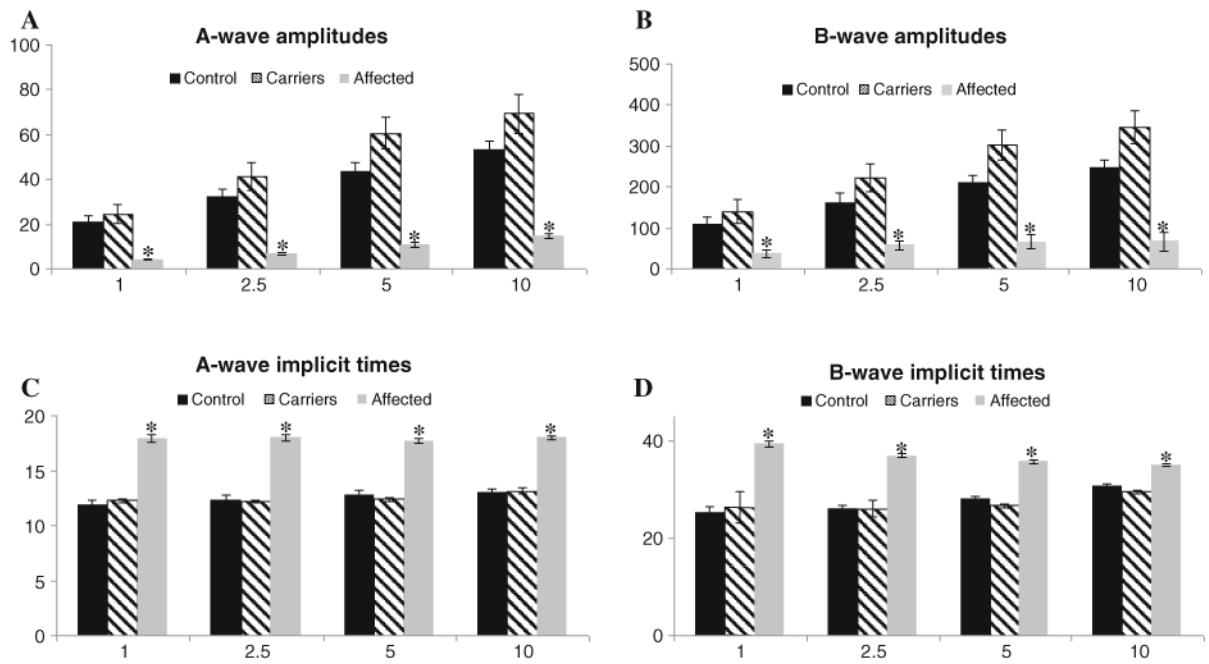 A
A-wave amplitudes
Control Carriers Affected
100
80
60
40
20
0
* * * *
1 2.5 5 10
B
B-wave amplitudes
Control Carriers Affected
500
400
300
200
100
0
* * * *
1 2.5 5 10
C
A-wave implicit times
Control Carriers Affected
20
15
10
5
0
* * * *
1 2.5 5 10
D
B-wave implicit times
Control Carriers Affected
40
20
0
* * * *
1 2.5 5 10